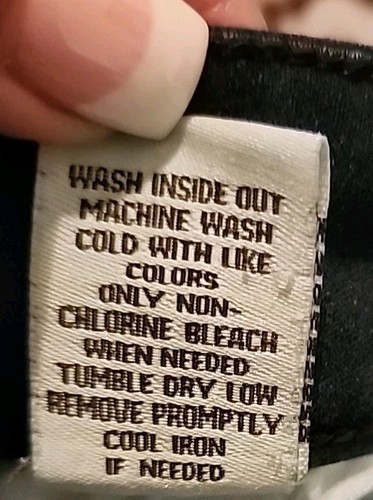 WASH INSIDE OUT
MACHINE WASH
COLD WITH LIKE
COLORS
ONLY NON-
CHLORINE BLEACH
WHEN NEEDED
TUMBLE DRY LOW
REMOVE PROMPTLY
COOL IRON
IF NEEDED